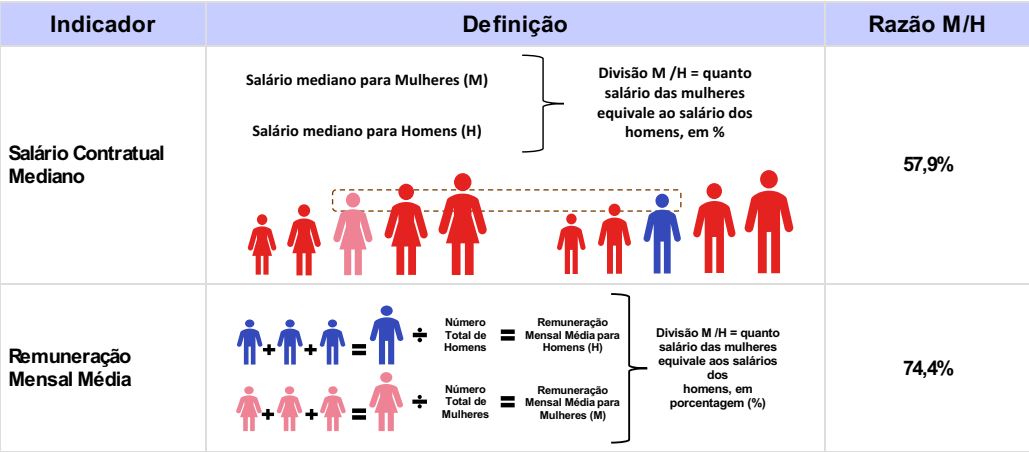 Indicador
Definição
Razão M/H
Salário Contratual
Mediano
Salário mediano para Mulheres (M)
Salário mediano para Homens (H)
Divisão M /H = quanto
salário das mulheres
equivale ao salário dos
homens, em %
57,9%
Remuneração
Mensal Média
+ + = ÷
Número
Total de
Homens
=
Remuneração
Mensal Média para
Homens (H)
+ + = ÷
Número
Total de
Mulheres
=
Remuneração
Mensal Média para
Mulheres (M)
Divisão M /H = quanto
salário das mulheres
equivale aos salários
dos
homens, em
porcentagem (%)
74,4%